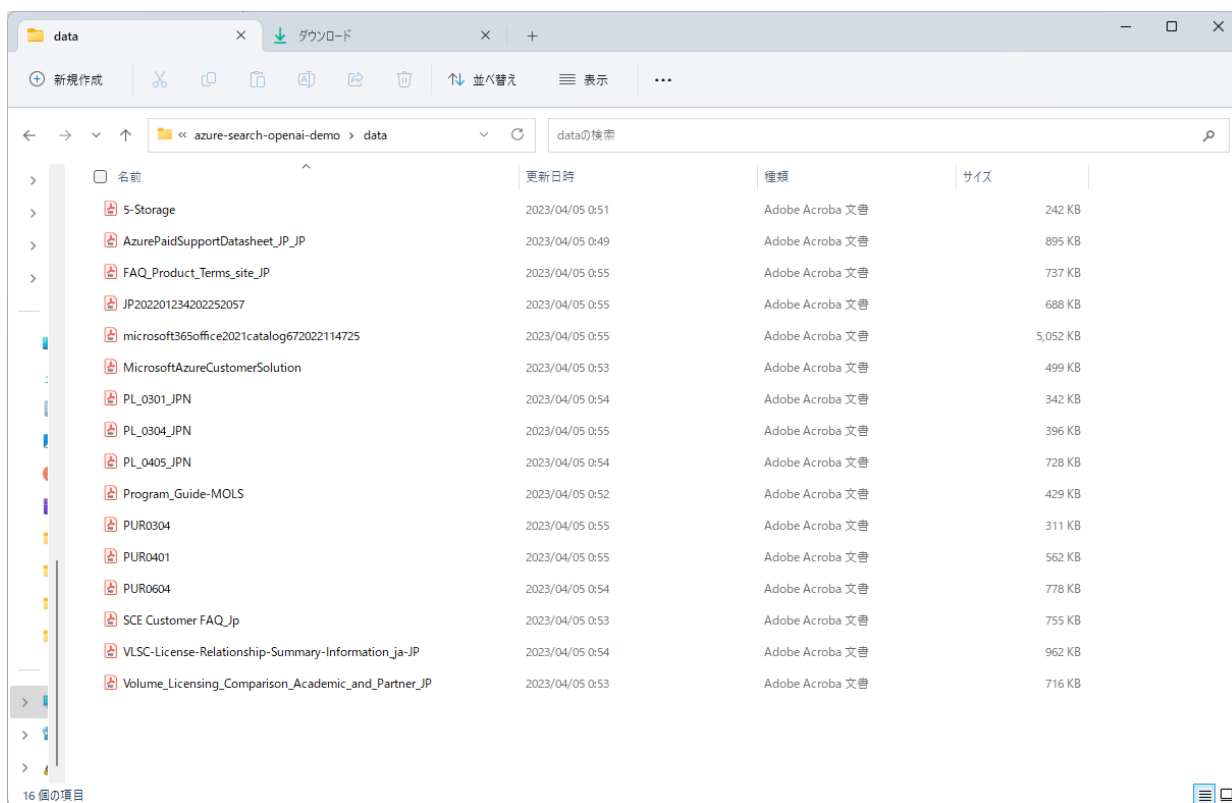 data
ダウンロード
新規作成
並べ替え
表示
azure-search-openai-demo > data
dataの検索
名前 更新日時 種類 サイズ
5-Storage 2023/04/05 0:51 Adobe Acroba 文書 242 KB
AzurePaidSupportDatasheet_JP_JP 2023/04/05 0:49 Adobe Acroba 文書 895 KB
FAQ_Product_Terms_site_JP 2023/04/05 0:55 Adobe Acroba 文書 737 KB
JP202201234202252057 2023/04/05 0:55 Adobe Acroba 文書 688 KB
microsoft365office2021catalog672022114725 2023/04/05 0:55 Adobe Acroba 文書 5,052 KB
MicrosoftAzureCustomerSolution 2023/04/05 0:53 Adobe Acroba 文書 499 KB
PL_0301_JPN 2023/04/05 0:54 Adobe Acroba 文書 342 KB
PL_0304_JPN 2023/04/05 0:55 Adobe Acroba 文書 396 KB
PL_0405_JPN 2023/04/05 0:54 Adobe Acroba 文書 728 KB
Program_Guide-MOLS 2023/04/05 0:52 Adobe Acroba 文書 429 KB
PUR0304 2023/04/05 0:55 Adobe Acroba 文書 311 KB
PUR0401 2023/04/05 0:55 Adobe Acroba 文書 562 KB
PUR0604 2023/04/05 0:54 Adobe Acroba 文書 778 KB
SCE Customer FAQ_Jp 2023/04/05 0:53 Adobe Acroba 文書 755 KB
VLSC-License-Relationship-Summary-Information_ja-JP 2023/04/05 0:54 Adobe Acroba 文書 962 KB
Volume_Licensing_Comparison_Academic_and_Partner_JP 2023/04/05 0:53 Adobe Acroba 文書 716 KB
16 個の項目